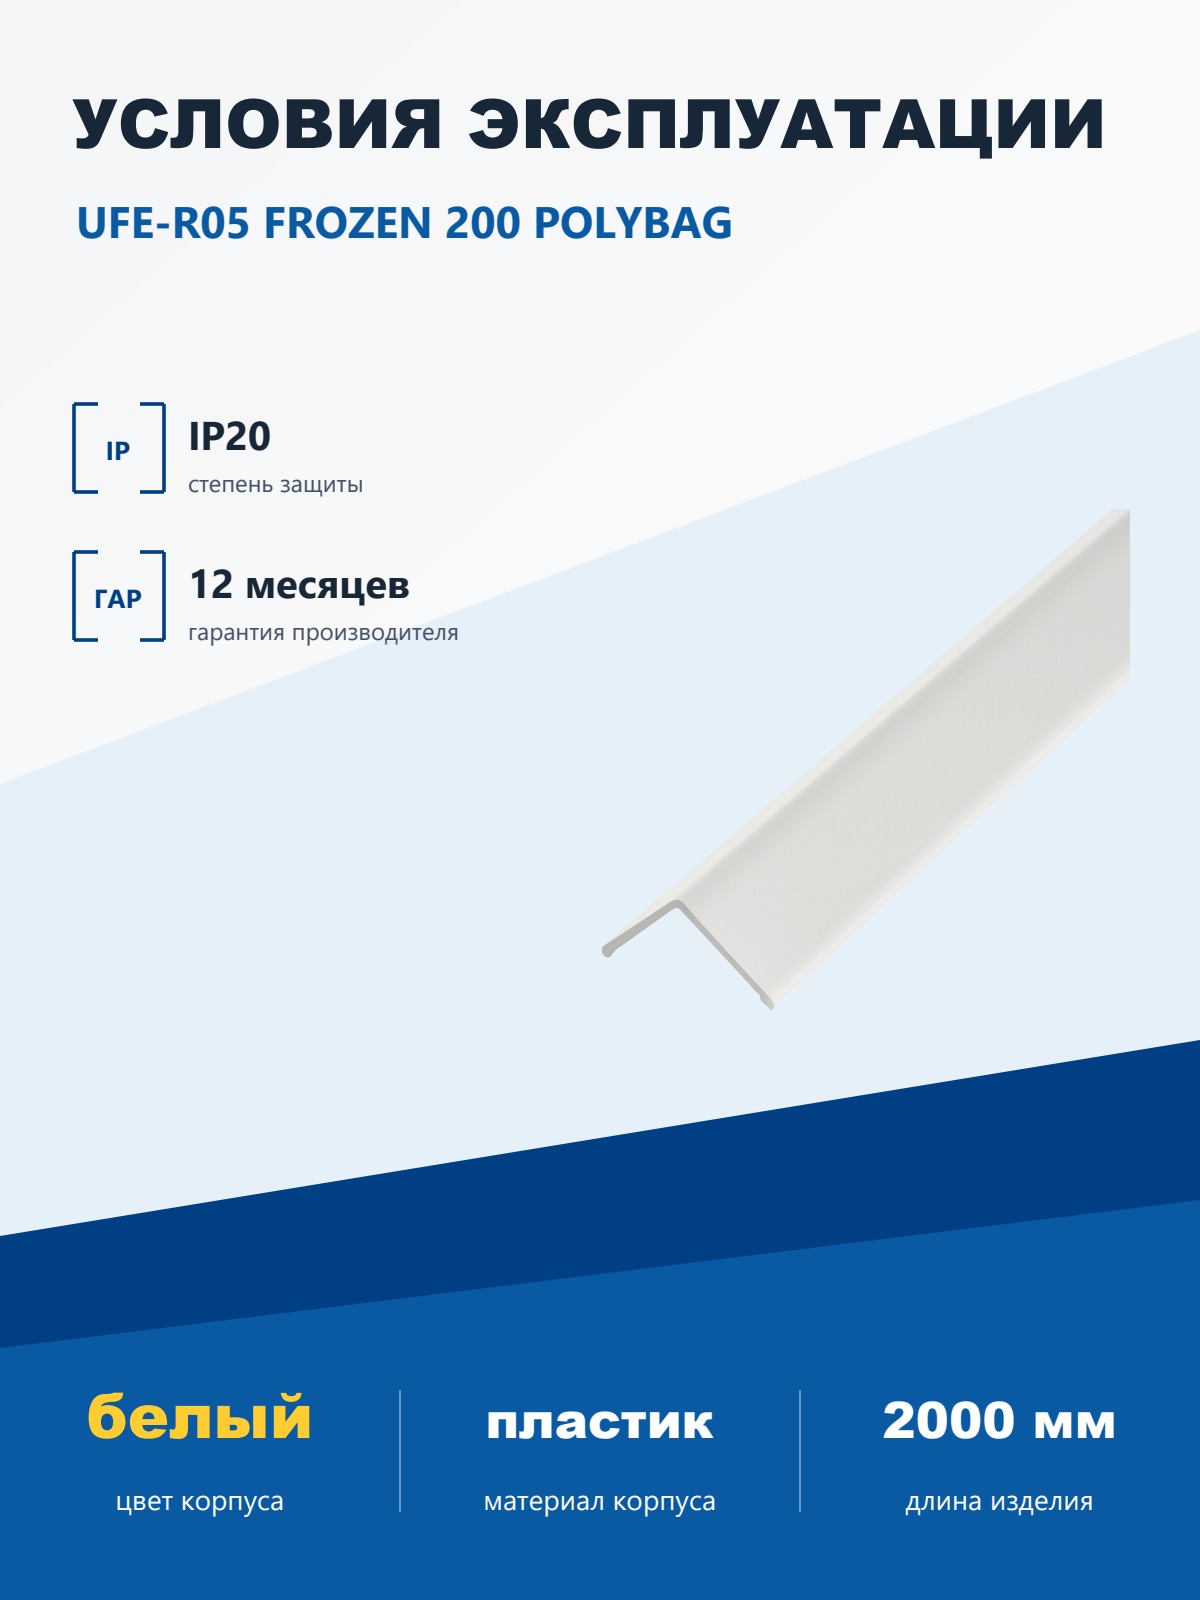 УСЛОВИЯ ЭКСПЛУАТАЦИИ
UFE-R05 FROZEN 200 POLYBAG
IP
IP20
степень защиты
ГАР
12 месяцев
гарантия производителя
белый
цвет корпуса
пластик
материал корпуса
2000 мм
длина изделия